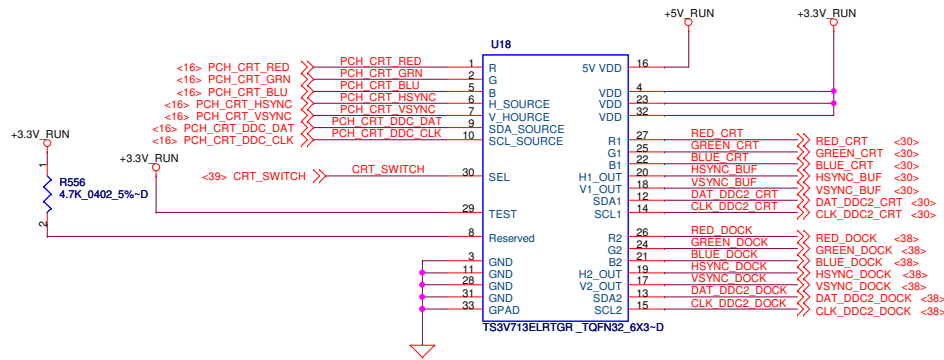 +5V_RUN
+3.3V_RUN
U18
<16> PCH_CRT_RED PCH_CRT_RED 1 R 5V VDD 16
<16> PCH_CRT_GRN PCH_CRT_GRN 2 G
<16> PCH_CRT_BLU PCH_CRT_BLU 5 B VDD 4
<16> PCH_CRT_HSYNC PCH_CRT_HSYNC 6 H_SOURCE VDD 23
<16> PCH_CRT_VSYNC PCH_CRT_VSYNC 7 V_HOURCE VDD 32
<16> PCH_CRT_DDC_DAT PCH_CRT_DDC_DAT 9 SDA_SOURCE
<16> PCH_CRT_DDC_CLK PCH_CRT_DDC_CLK 10 SCL_SOURCE
R1 27 RED_CRT RED_CRT <30>
G1 25 GREEN_CRT GREEN_CRT <30>
B1 22 BLUE_CRT BLUE_CRT <30>
H1_OUT 20 HSYNC_BUF HSYNC_BUF <30>
V1_OUT 18 VSYNC_BUF VSYNC_BUF <30>
SDA1 12 DAT_DDC2_CRT DAT_DDC2_CRT <30>
SCL1 14 CLK_DDC2_CRT CLK_DDC2_CRT <30>
+3.3V_RUN
1
R556
4.7K_0402_5%~D
2
+3.3V_RUN
<39> CRT_SWITCH CRT_SWITCH 30 SEL
29 TEST
8 Reserved
R2 26 RED_DOCK RED_DOCK <38>
G2 24 GREEN_DOCK GREEN_DOCK <38>
B2 21 BLUE_DOCK BLUE_DOCK <38>
H2_OUT 19 HSYNC_DOCK HSYNC_DOCK <38>
V2_OUT 17 VSYNC_DOCK VSYNC_DOCK <38>
SDA2 13 DAT_DDC2_DOCK DAT_DDC2_DOCK <38>
SCL2 15 CLK_DDC2_DOCK CLK_DDC2_DOCK <38>
3 GND
11 GND
28 GND
31 GND
33 GPAD
TS3V713ELRTGR _TQFN32_6X3~D